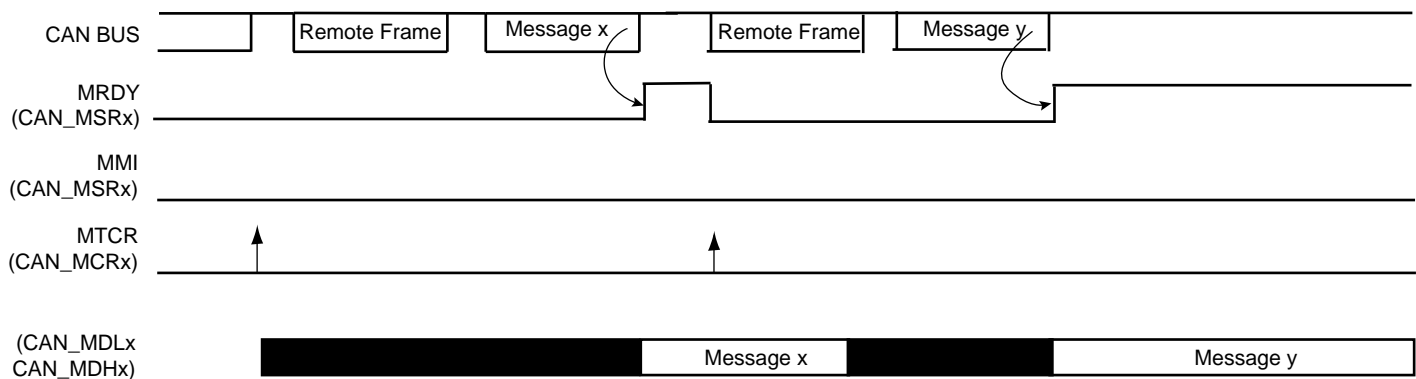 CAN BUS
Remote Frame
Message x
Remote Frame
Message y
MRDY
(CAN_MSRx)
MMI
(CAN_MSRx)
MTCR
(CAN_MCRx)
(CAN_MDLx
CAN_MDHx)
Message x
Message y